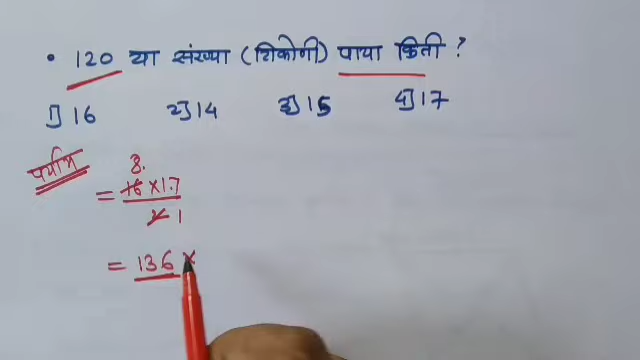 • 120 या संख्या (त्रिकोणी) पाया किती ?
1] 16 2] 14 3] 15 4] 17
पर्याय
8.
= 16 × 17
2 1
= 136 ×